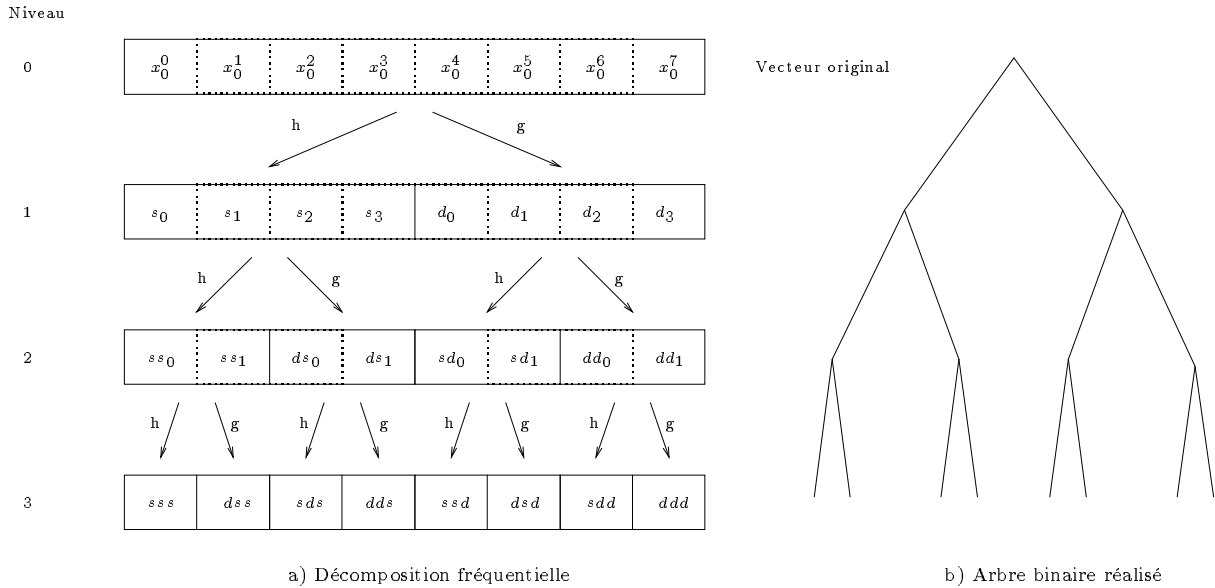 Niveau
0 x_0^0 x_0^1 x_0^2 x_0^3 x_0^4 x_0^5 x_0^6 x_0^7 Vecteur original
h g
1 s_0 s_1 s_2 s_3 d_0 d_1 d_2 d_3
h g h g
2 ss_0 ss_1 ds_0 ds_1 sd_0 sd_1 dd_0 dd_1
h g h g h g h g
3 sss dss sds dds ssd dsd sdd ddd
a) Décomposition fréquentielle b) Arbre binaire réalisé